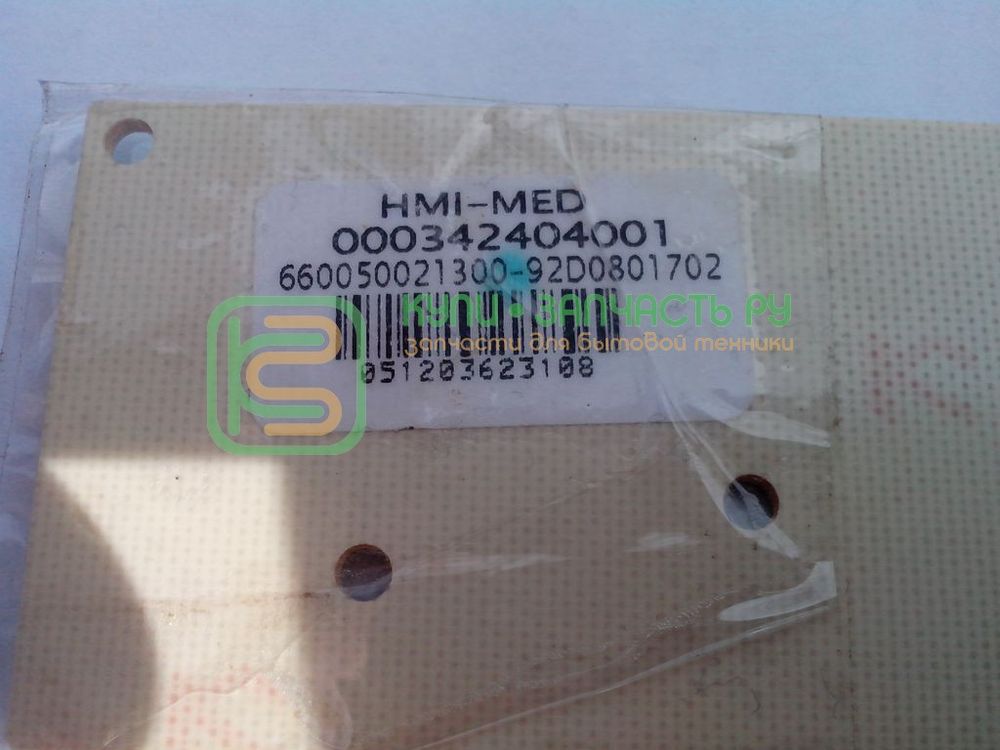 HMI-MED
000342404001
660050021300-92D0801702
КУПИ•ЗАПЧАСТЬ РУ
запчасти для бытовой техники
051203623108